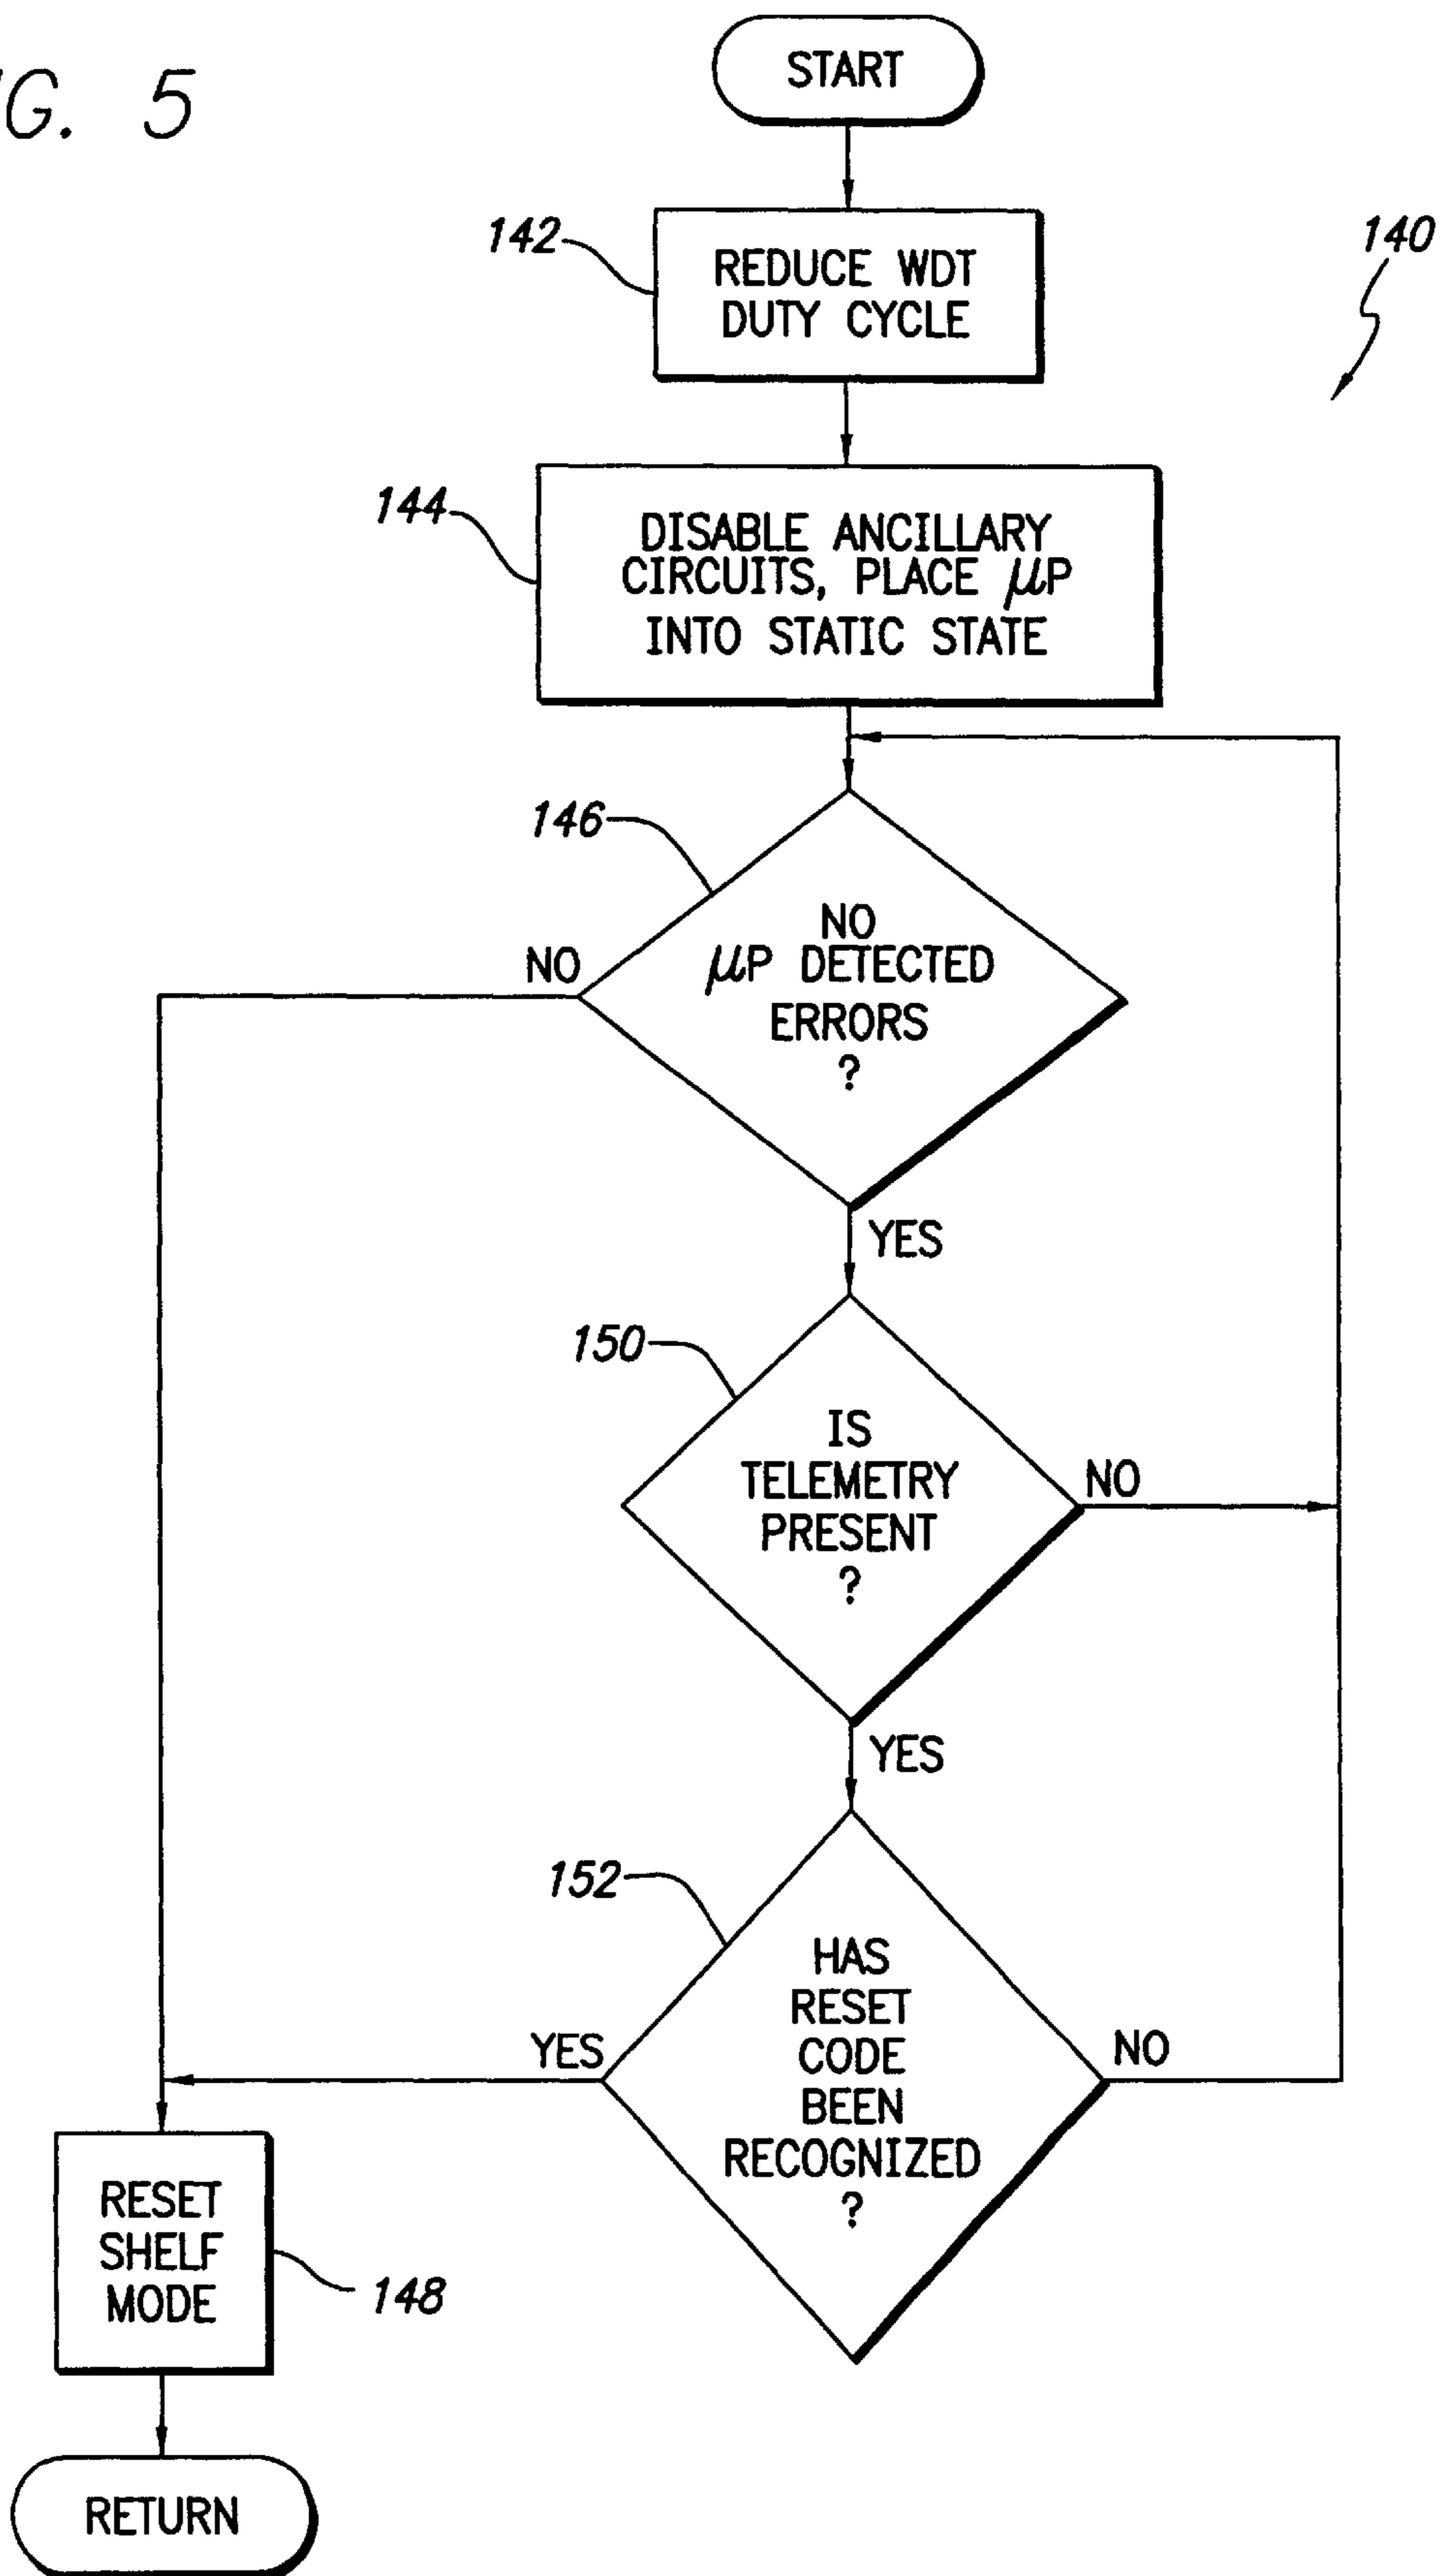 G. 5
START
142
REDUCE WDT
DUTY CYCLE
140
144
DISABLE ANCILLARY
CIRCUITS, PLACE µP
INTO STATIC STATE
146
NO
NO
µP DETECTED
ERRORS
?
YES
150
IS
TELEMETRY
PRESENT
?
NO
YES
152
HAS
RESET
CODE
BEEN
RECOGNIZED
?
YES
NO
RESET
SHELF
MODE
148
RETURN